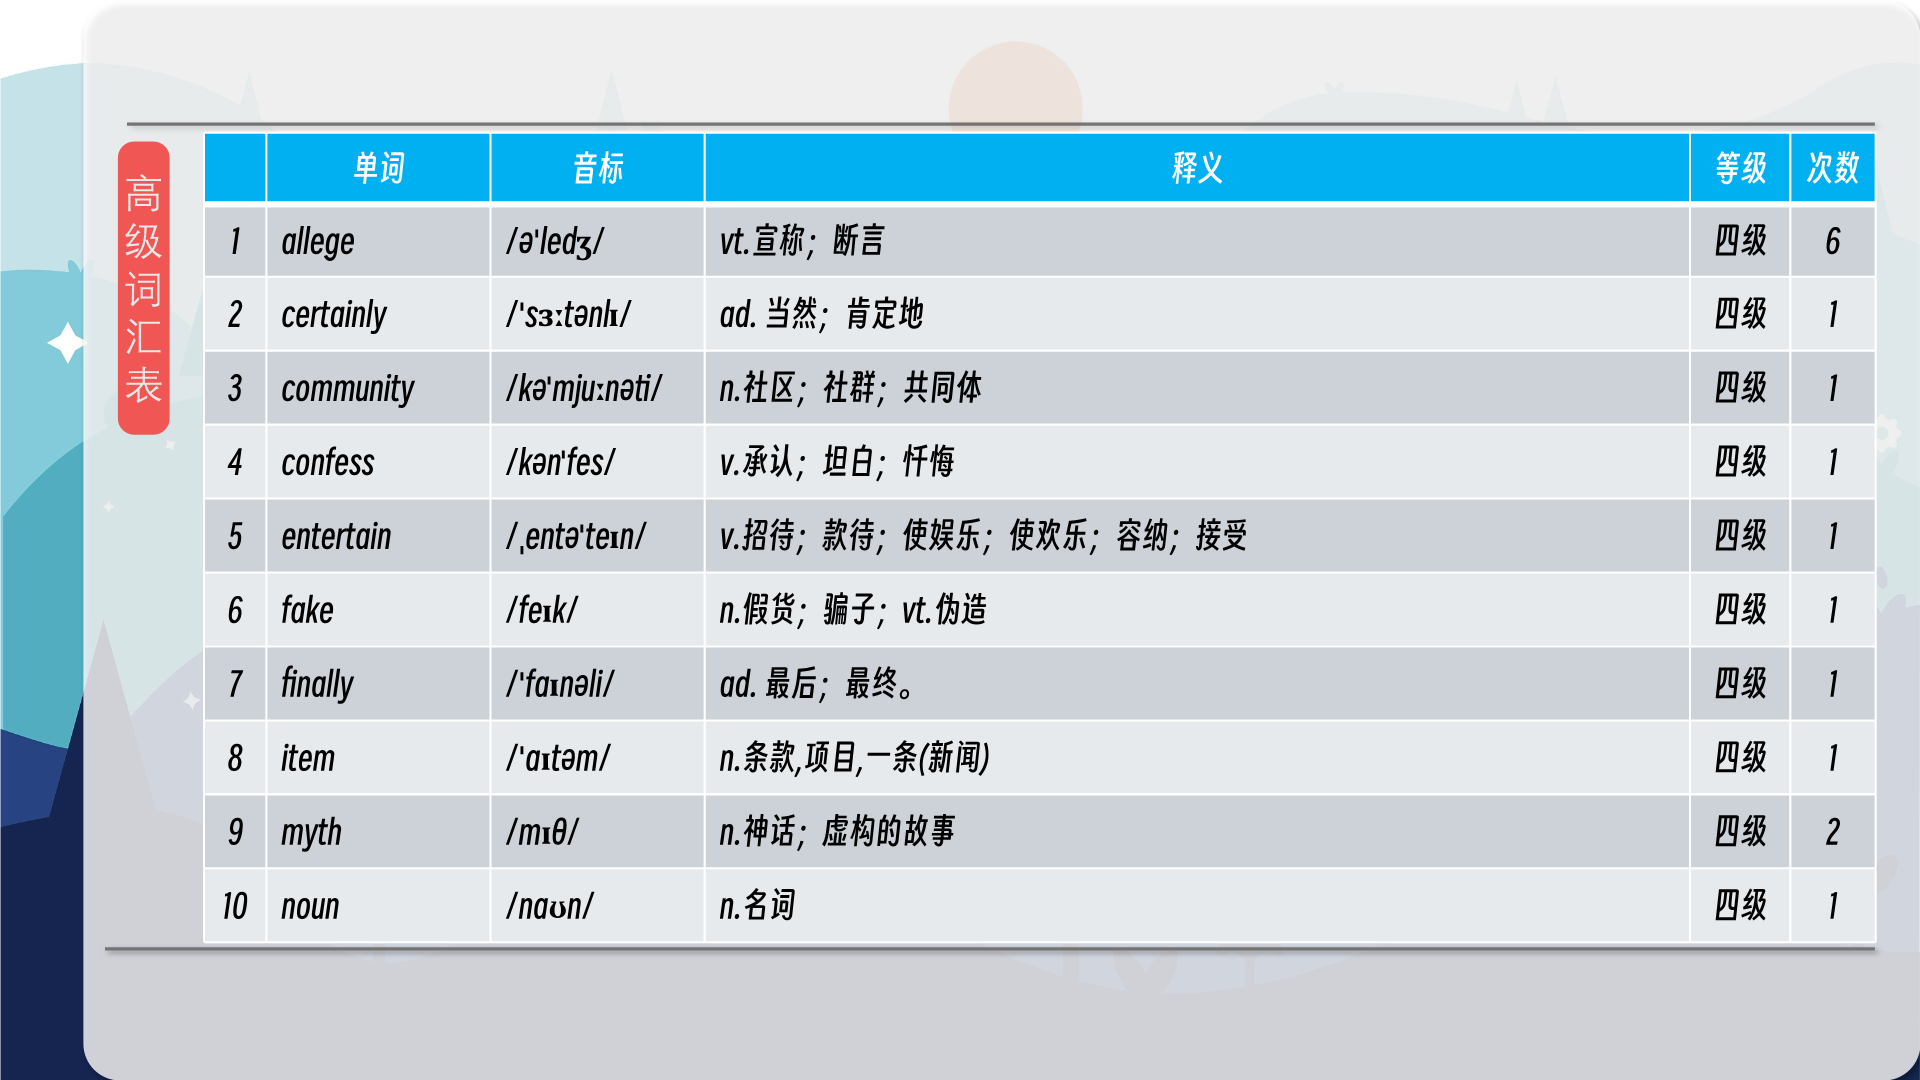 高级词汇表
单词 音标 释义 等级 次数
1 allege /ə'ledʒ/ vt.宣称；断言 四级 6
2 certainly /'sɜːtənlɪ/ ad. 当然；肯定地 四级 1
3 community /kə'mjuːnəti/ n.社区；社群；共同体 四级 1
4 confess /kən'fes/ v.承认；坦白；忏悔 四级 1
5 entertain /ˌentə'teɪn/ v.招待；款待；使娱乐；使欢乐；容纳；接受 四级 1
6 fake /feɪk/ n.假货；骗子；vt.伪造 四级 1
7 finally /'faɪnəli/ ad. 最后；最终。 四级 1
8 item /'aɪtəm/ n.条款,项目,一条(新闻) 四级 1
9 myth /mɪθ/ n.神话；虚构的故事 四级 2
10 noun /naʊn/ n.名词 四级 1